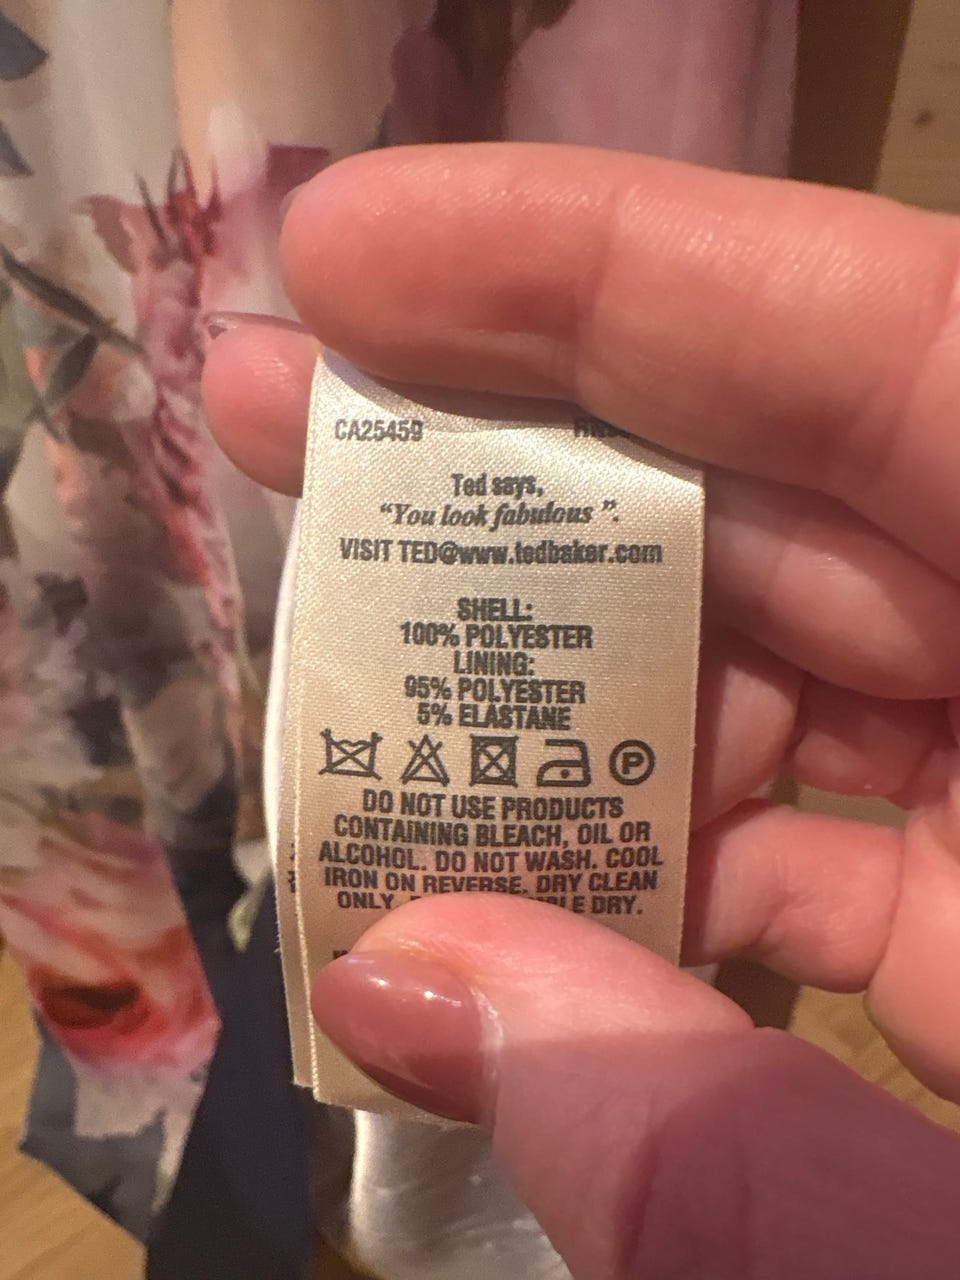 CA25459
Ted says,
“You look fabulous ”.
VISIT TED@www.tedbaker.com
SHELL:
100% POLYESTER
LINING:
95% POLYESTER
5% ELASTANE
P
DO NOT USE PRODUCTS
CONTAINING BLEACH, OIL OR
ALCOHOL. DO NOT WASH. COOL
IRON ON REVERSE. DRY CLEAN
ONLY. DRY.